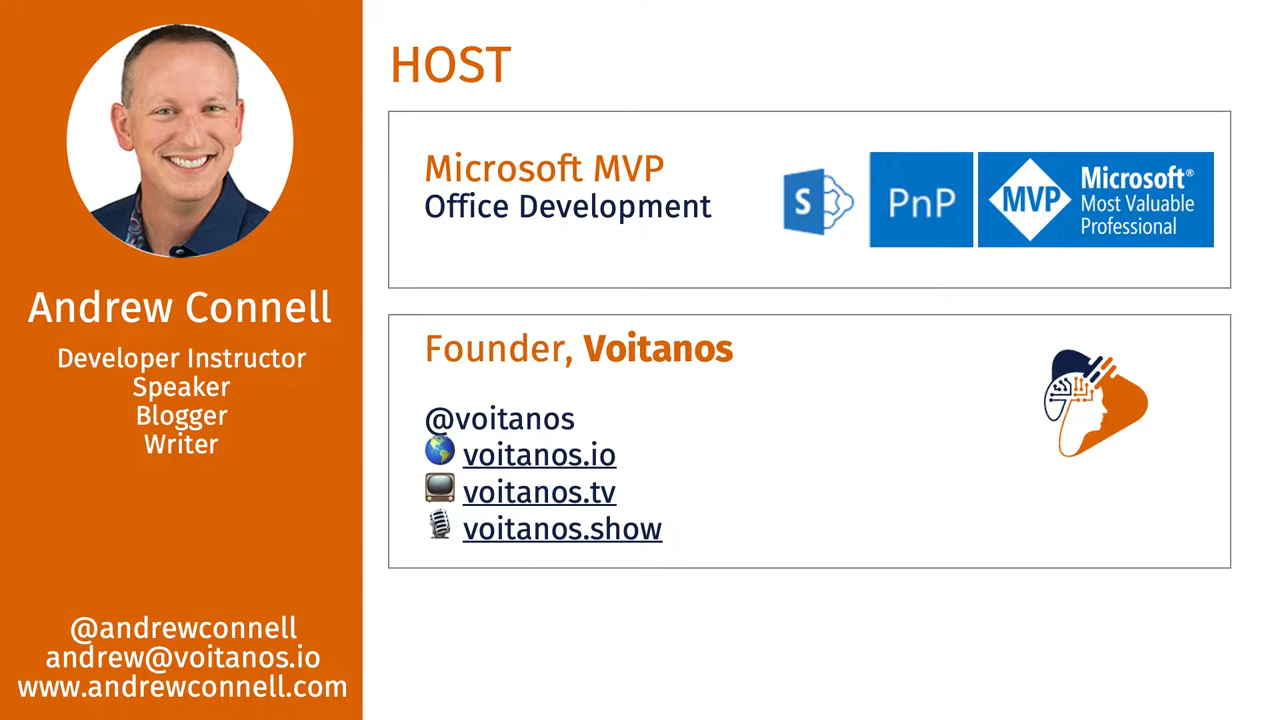 Andrew Connell
Developer Instructor
Speaker
Blogger
Writer
@andrewconnell
andrew@voitanos.io
www.andrewconnell.com
HOST
Microsoft MVP
Office Development
S
PnP
MVP
Microsoft®
Most Valuable
Professional
Founder, Voitanos
@voitanos
voitanos.io
voitanos.tv
voitanos.show